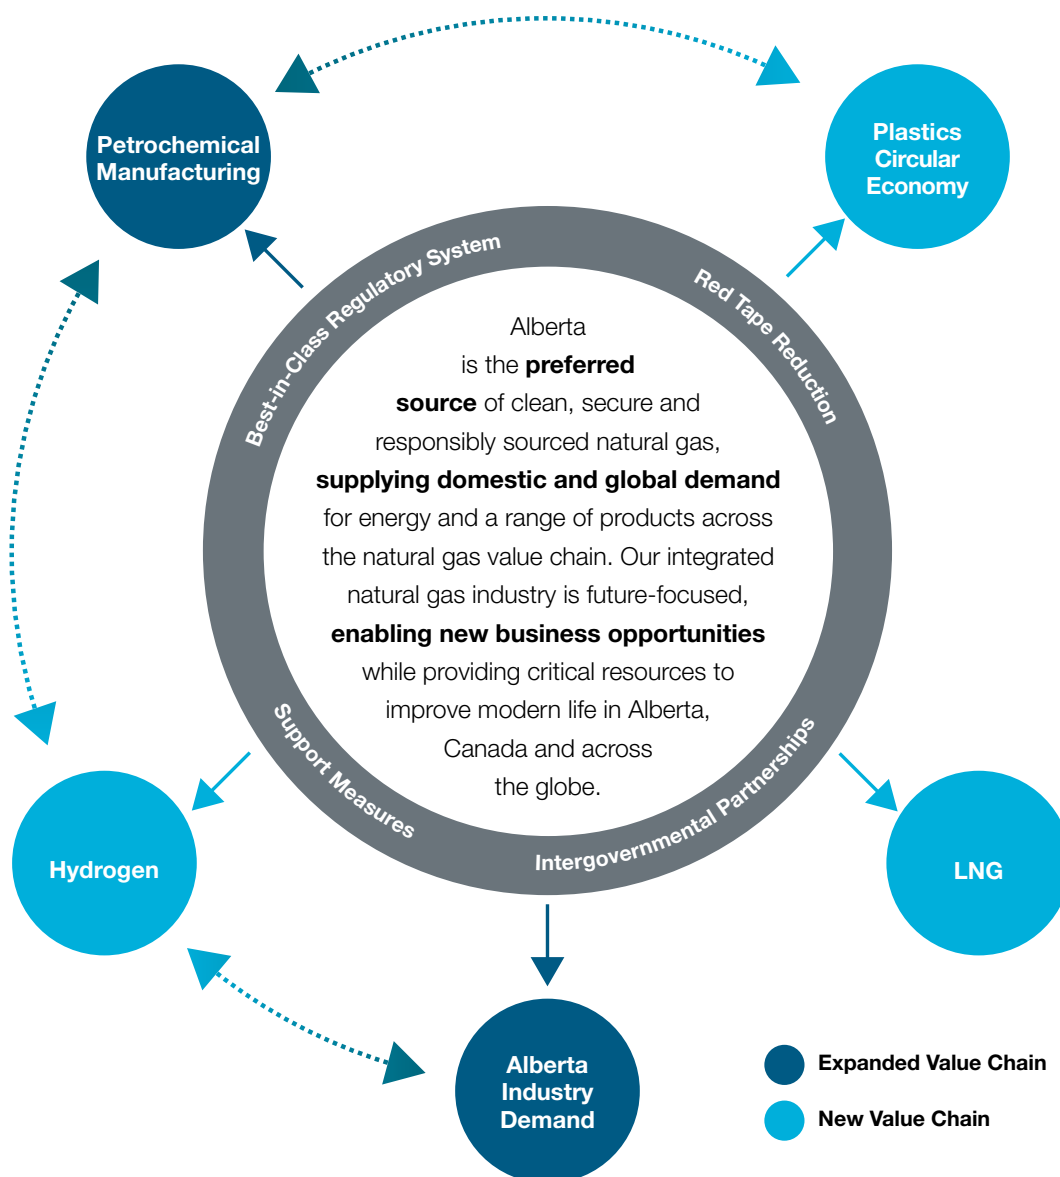 Petrochemical
Manufacturing
Plastics
Circular
Economy
Best-in-Class Regulatory System
Red Tape Reduction
Alberta
is the preferred
source of clean, secure and
responsibly sourced natural gas,
supplying domestic and global demand
for energy and a range of products across
the natural gas value chain. Our integrated
natural gas industry is future-focused,
enabling new business opportunities
while providing critical resources to
improve modern life in Alberta,
Canada and across
the globe.
Support Measures
Intergovernmental Partnerships
Hydrogen
LNG
Alberta
Industry
Demand
Expanded Value Chain
New Value Chain